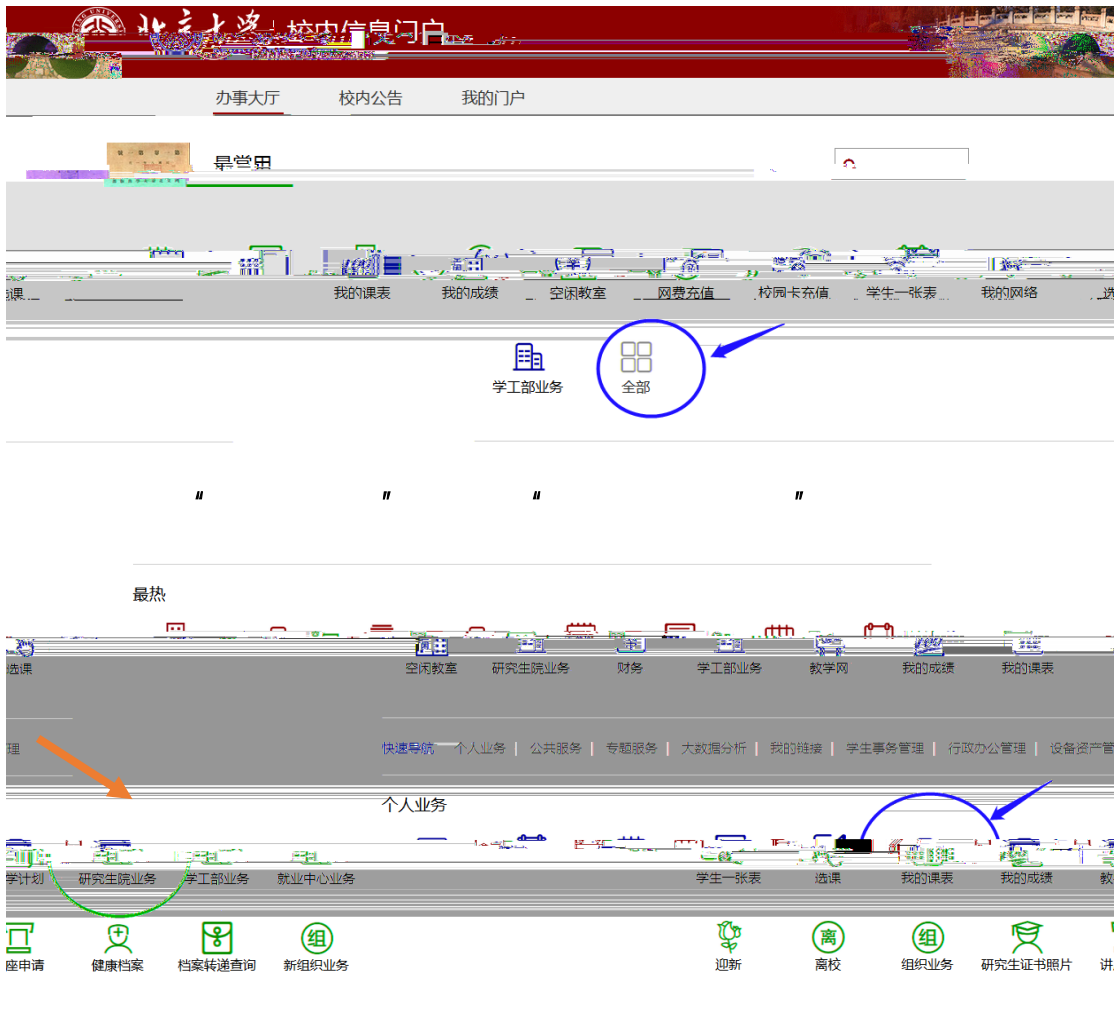 北京大学 校内信息门户
办事大厅 校内公告 我的门户
最常用
我的课表 我的成绩 空闲教室 网费充值 校园卡充值 学生一张表 我的网络
学工部业务 全部
" " " "
最热
选课 空闲教室 研究生院业务 财务 学工部业务 教学网 我的成绩 我的课表
理 快速导航 个人业务 | 公共服务 | 专题服务 | 大数据分析 | 我的链接 | 学生事务管理 | 行政办公管理 | 设备资产管
个人业务
学计划 研究生院业务 学工部业务 就业中心业务 学生一张表 选课 我的课表 我的成绩 教
座申请 健康档案 档案转递查询 新组织业务 迎新 离校 组织业务 研究生证书照片 讲